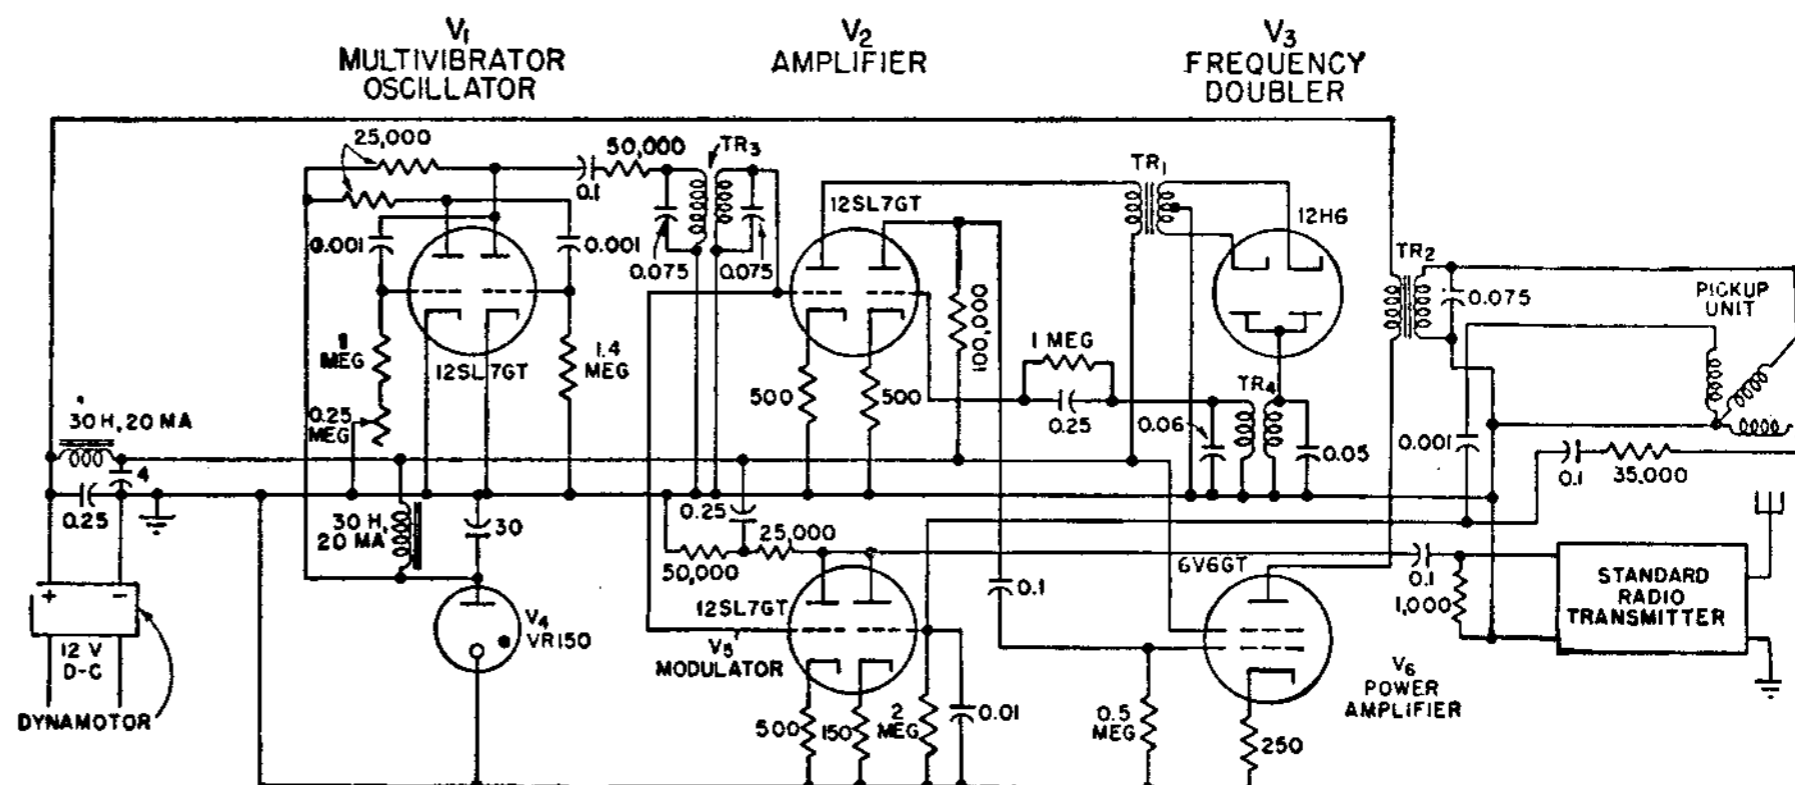 V1
MULTIVIBRATOR
OSCILLATOR
V2
AMPLIFIER
V3
FREQUENCY
DOUBLER
25,000
50,000
0.1
TR3
0.001
0.001
0.075
0.075
12SL7GT
TR1
12H6
TR2
0.075
PICKUP
UNIT
1
MEG
12SL7GT
1.4
MEG
100,000
1 MEG
500
500
0.25
TR4
0.06
0.05
0.25
MEG
30 H, 20 MA
4
0.25
30 H,
20 MA
30
0.25
25,000
50,000
0.001
0.1
35,000
12SL7GT
V5
MODULATOR
0.1
6V6GT
0.1
1,000
STANDARD
RADIO
TRANSMITTER
+ −
12 V
D-C
DYNAMOTOR
V4
VR150
500
150
2
MEG
0.01
0.5
MEG
250
V6
POWER
AMPLIFIER